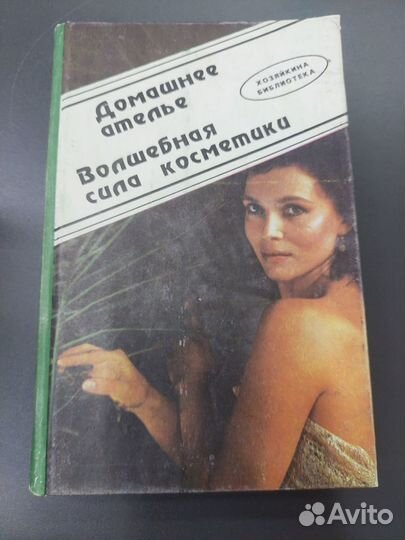 Домашнее
ателье
Волшебная
сила косметики
ХОЗЯЙКИНА
БИБЛИОТЕКА
Avito